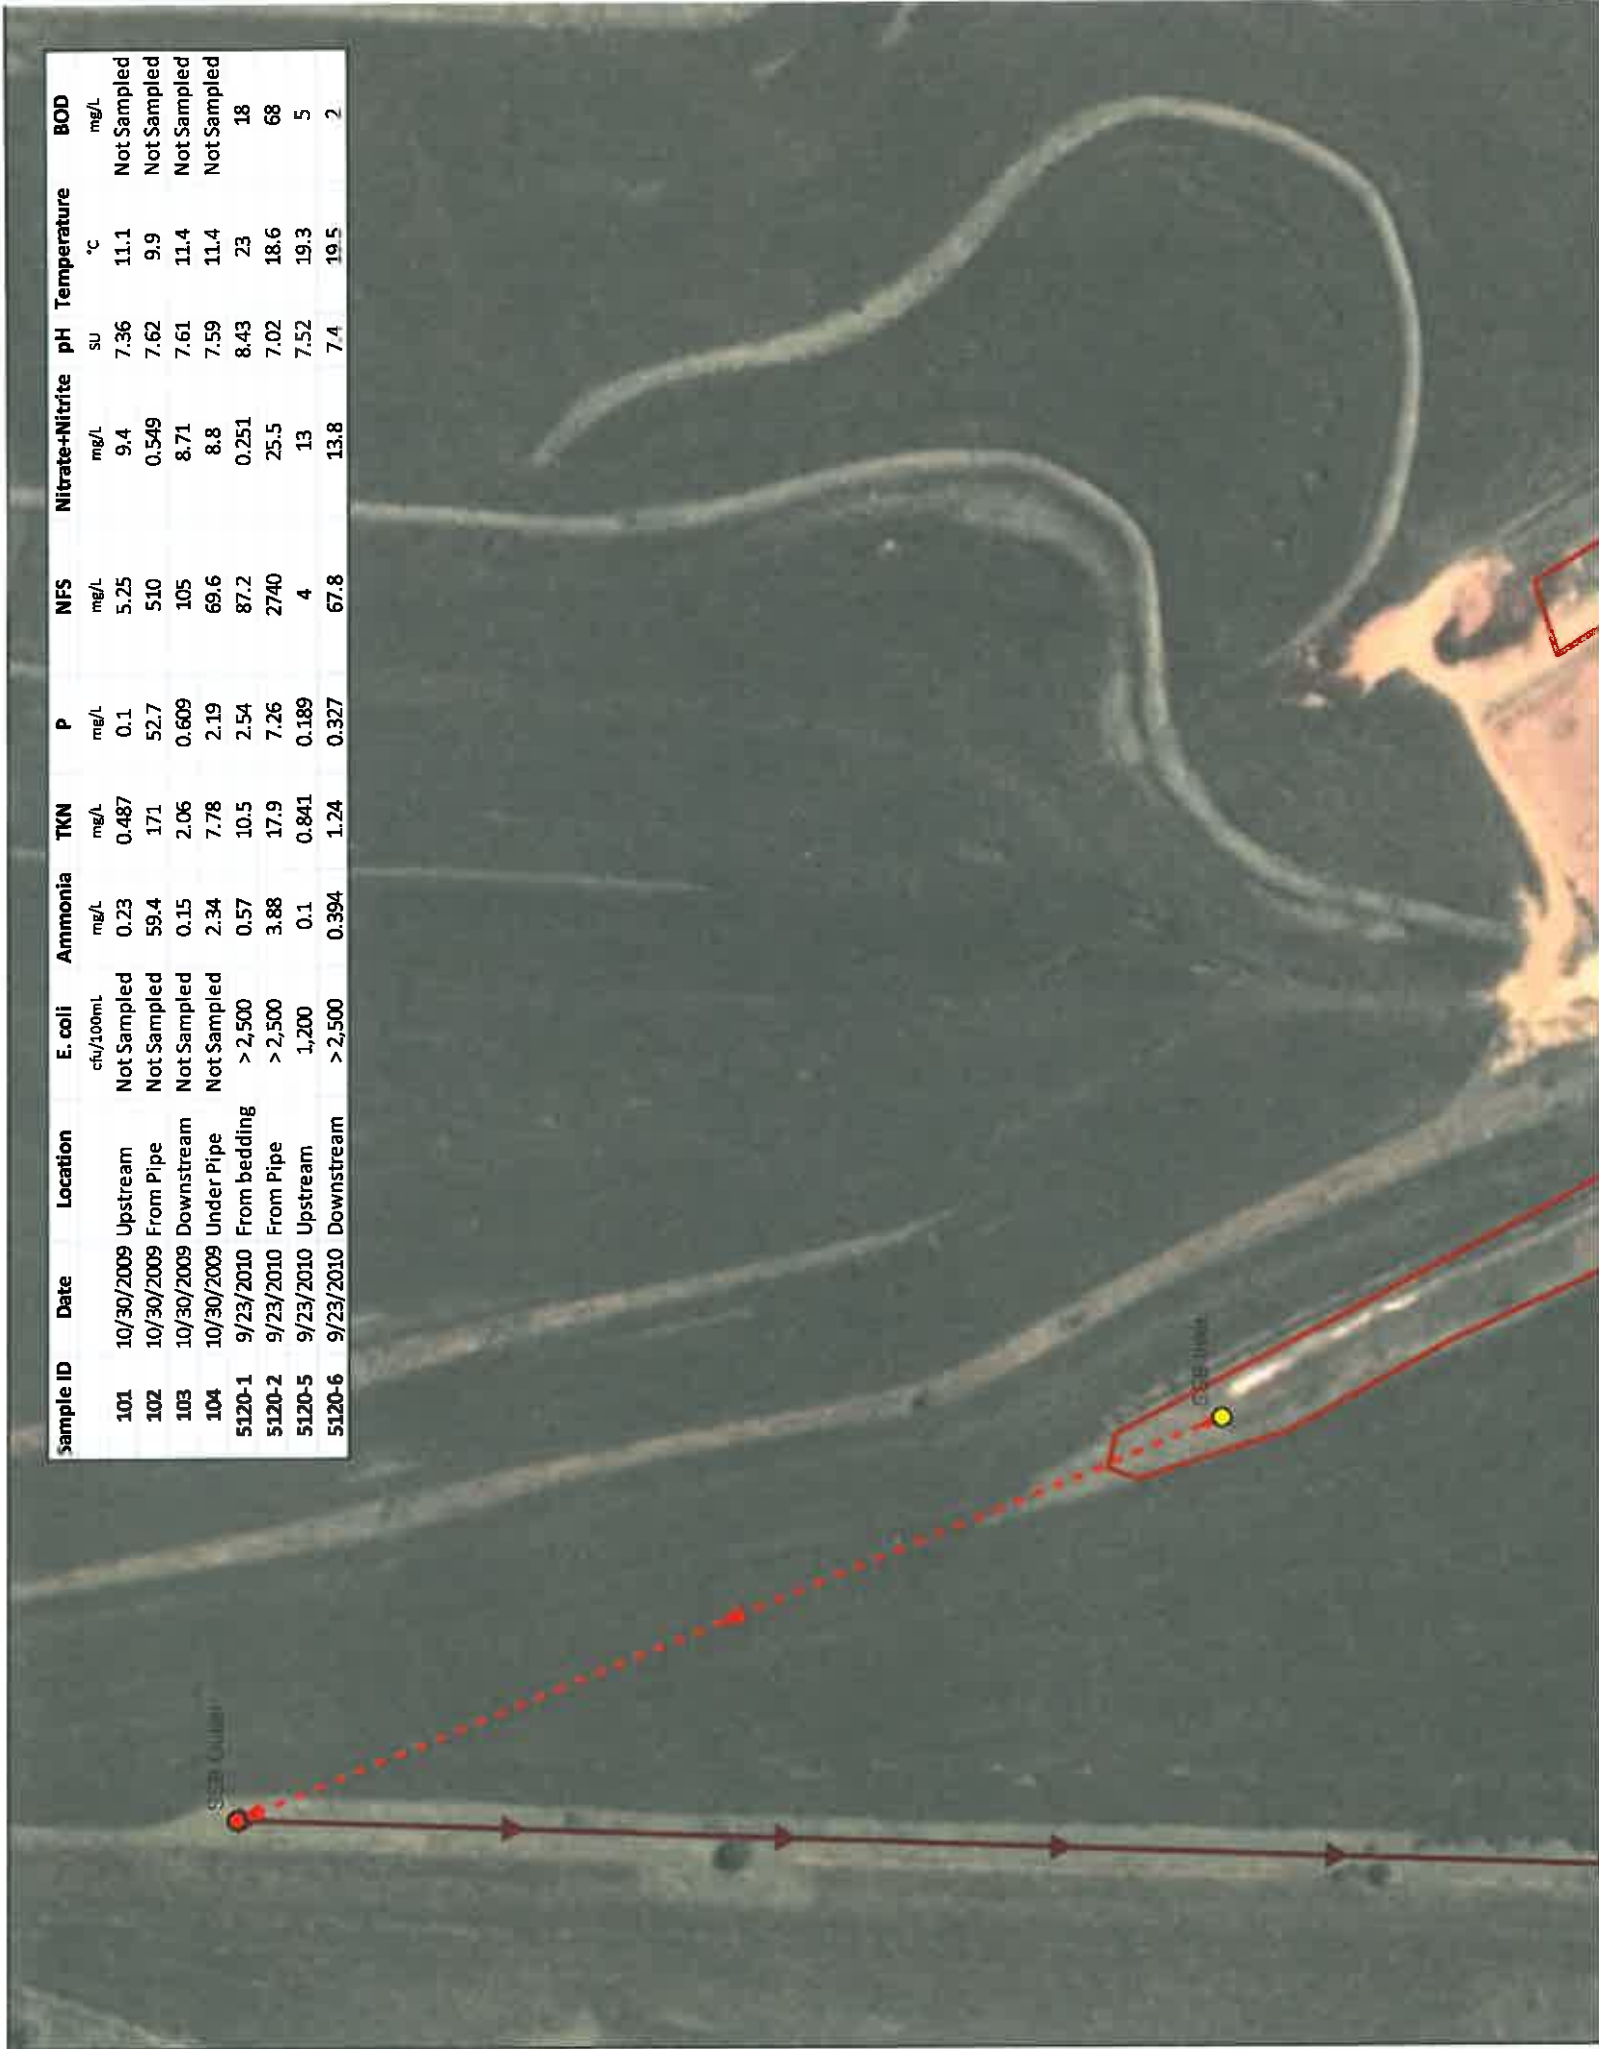 Sample ID Date Location E. coli Ammonia TKN P NFS Nitrate+Nitrite pH Temperature BOD
cfu/100mL mg/L mg/L mg/L mg/L mg/L SU °C mg/L
101 10/30/2009 Upstream Not Sampled 0.23 0.487 0.1 5.25 9.4 7.36 11.1 Not Sampled
102 10/30/2009 From Pipe Not Sampled 59.4 171 52.7 510 0.549 7.62 9.9 Not Sampled
103 10/30/2009 Downstream Not Sampled 0.15 2.06 0.609 105 8.71 7.61 11.4 Not Sampled
104 10/30/2009 Under Pipe Not Sampled 2.34 7.78 2.19 69.6 8.8 7.59 11.4 Not Sampled
5120-1 9/23/2010 From bedding > 2,500 0.57 10.5 2.54 87.2 0.251 8.43 23 18
5120-2 9/23/2010 From Pipe > 2,500 3.88 17.9 7.26 2740 25.5 7.02 18.6 68
5120-5 9/23/2010 Upstream 1,200 0.1 0.841 0.189 4 13 7.52 19.3 5
5120-6 9/23/2010 Downstream > 2,500 0.394 1.24 0.327 67.8 13.8 7.4 19.5 2
SSB Outlet
SSB Inlet